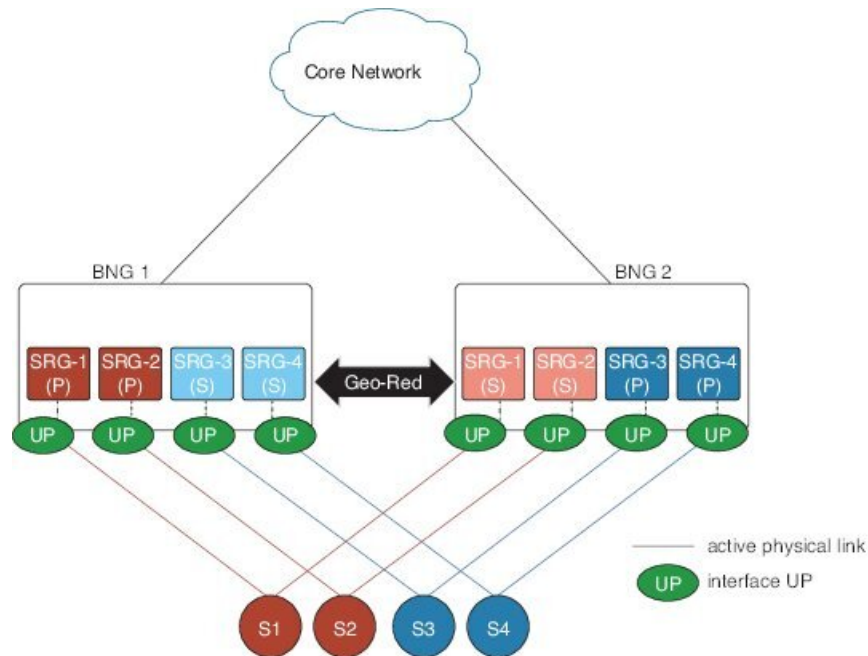 Core Network
BNG 1
BNG 2
SRG-1
(P)
SRG-2
(P)
SRG-3
(S)
SRG-4
(S)
Geo-Red
SRG-1
(S)
SRG-2
(S)
SRG-3
(P)
SRG-4
(P)
UP
UP
UP
UP
UP
UP
UP
UP
active physical link
UP
interface UP
S1
S2
S3
S4